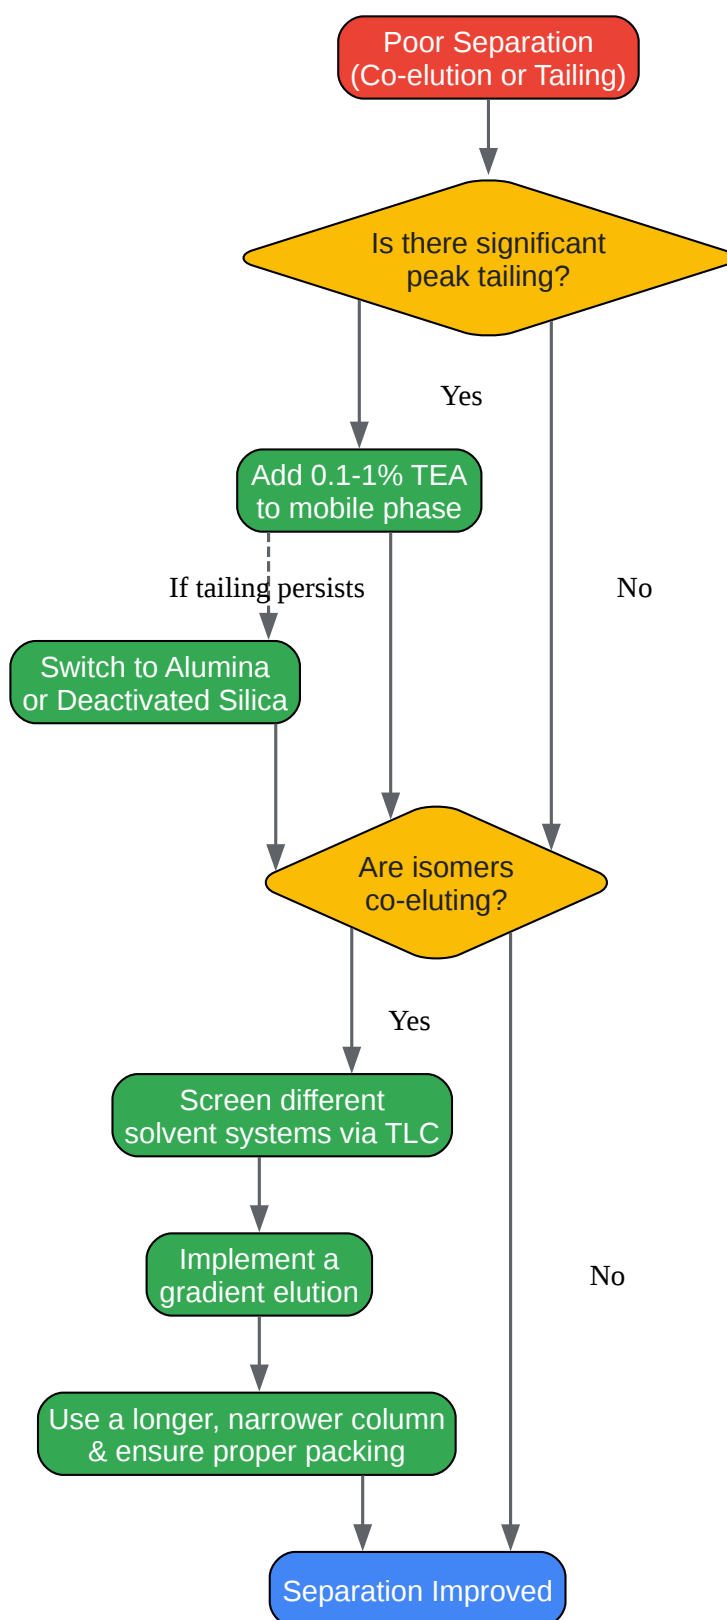 Poor Separation
(Co-elution or Tailing)
Is there significant
peak tailing?
Yes
Add 0.1-1% TEA
to mobile phase
If tailing persists
No
Switch to Alumina
or Deactivated Silica
Are isomers
co-eluting?
Yes
Screen different
solvent systems via TLC
Implement a
gradient elution
No
Use a longer, narrower column
& ensure proper packing
Separation Improved